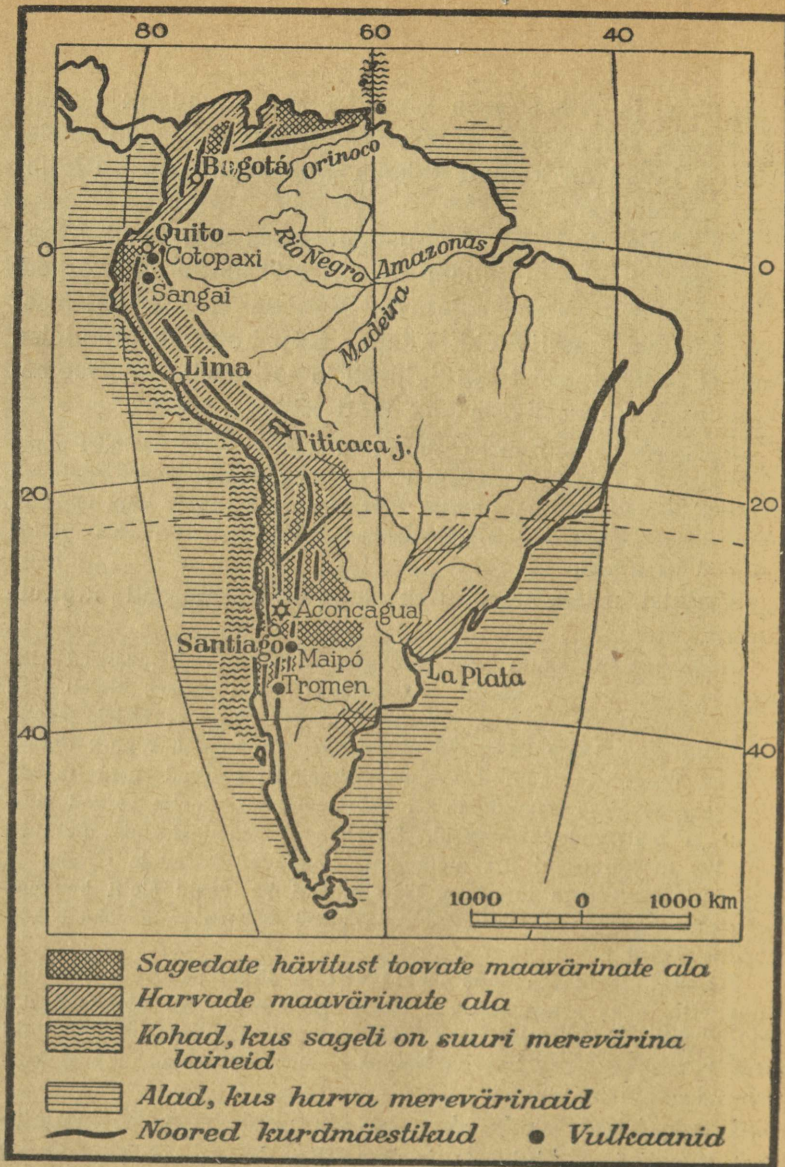 80 60 40
Bogotá
Orinoco
Quito
0 Cotopaxi 0
Rio Negro
Amazonas
Sangai
Madeira
Lima
Titicaca j.
20 20
Aconcagua
Santiago
Maipó
La Plata
Tromen
40 40
1000 0 1000 km
Sagedate hävitust toovate maavärinate ala
Harvade maavärinate ala
Kohad, kus sageli on suuri merevärina
laineid
Alad, kus harva merevärinaid
Noored kurdmäestikud Vulkaanid